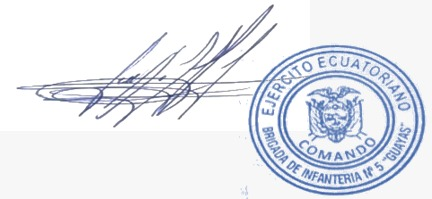 EJERCITO ECUATORIANO
COMANDO
BRIGADA DE INFANTERIA Nº 5 "GUAYAS"